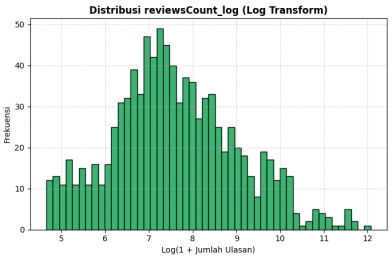 Distribusi reviewsCount_log (Log Transform)
50
40
30
20
10
0
Frekuensi
5 6 7 8 9 10 11 12
Log(1 + Jumlah Ulasan)